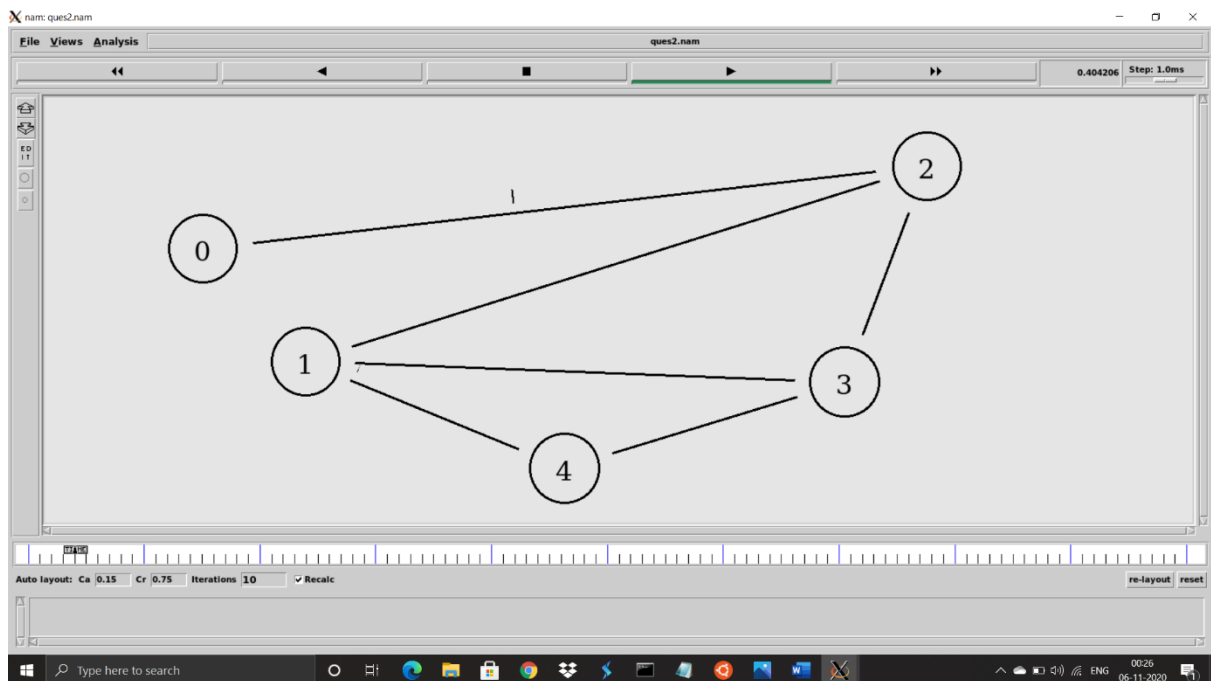 nam: ques2.nam
File Views Analysis ques2.nam
0.404206 Step: 1.0ms
ED
IT
2
0
1
3
4
Auto layout: Ca 0.15 Cr 0.75 Iterations 10 Recalc re-layout reset
Type here to search ENG 00:26
06-11-2020